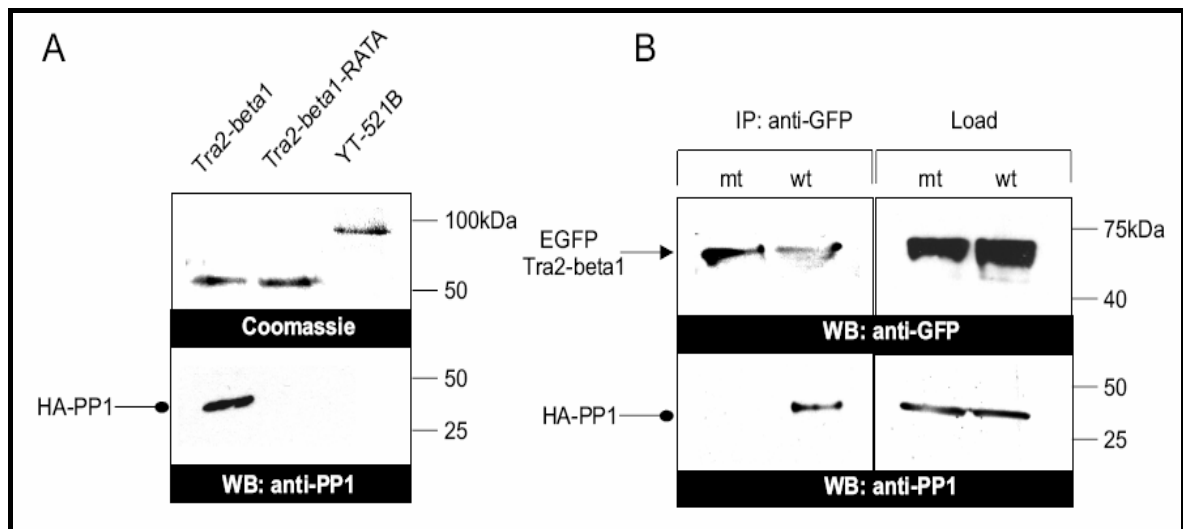 A
Tra2-beta1
Tra2-beta1-RATA
YT-521B
100kDa
50
Coomassie
HA-PP1
50
25
WB: anti-PP1
B
IP: anti-GFP
Load
mt
wt
mt
wt
EGFP
Tra2-beta1
75kDa
40
WB: anti-GFP
HA-PP1
50
25
WB: anti-PP1